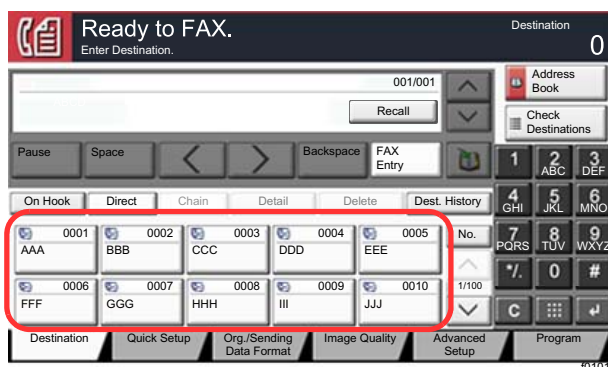 Ready to FAX.
Enter Destination.
Destination
0
001/001
Recall
Address
Book
Check
Destinations
Pause
Space
Backspace
FAX
Entry
On Hook
Direct
Chain
Detail
Delete
Dest. History
0001
AAA
0002
BBB
0003
CCC
0004
DDD
0005
EEE
No.
0006
FFF
0007
GGG
0008
HHH
0009
III
0010
JJJ
1/100
1
2
ABC
3
DEF
4
GHI
5
JKL
6
MNO
7
PQRS
8
TUV
9
WXYZ
*/.
0
#
C
Destination
Quick Setup
Org./Sending
Data Format
Image Quality
Advanced
Setup
Program
f0101